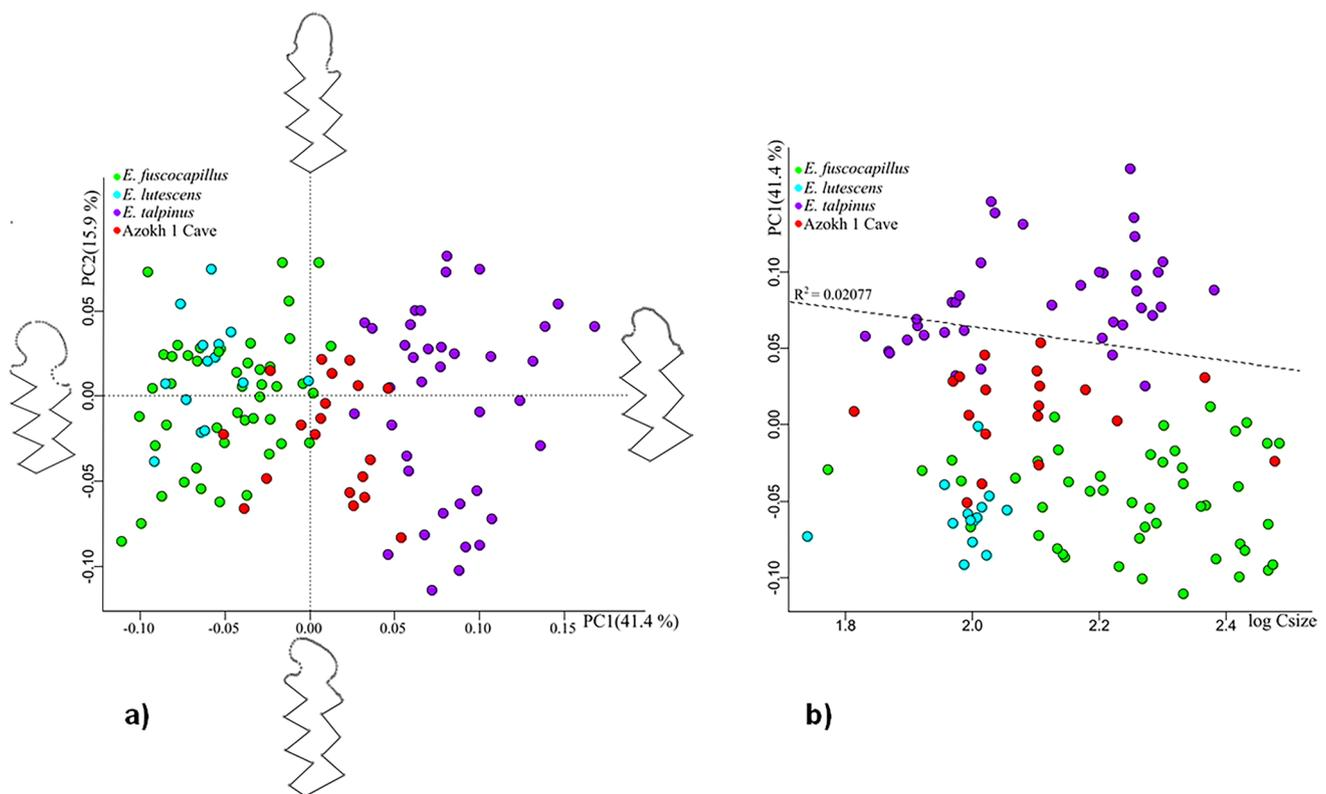 E. fuscocapillus
E. lutescens
E. talpinus
Azokh 1 Cave
PC2(15.9 %)
0.05
0.00
-0.05
-0.10
-0.10 -0.05 0.00 0.05 0.10 0.15 PC1(41.4 %)
a)
E. fuscocapillus
E. lutescens
E. talpinus
Azokh 1 Cave
PC1(41.4 %)
R² = 0.02077
0.10
0.05
0.00
-0.05
-0.10
1.8 2.0 2.2 2.4 log Csize
b)